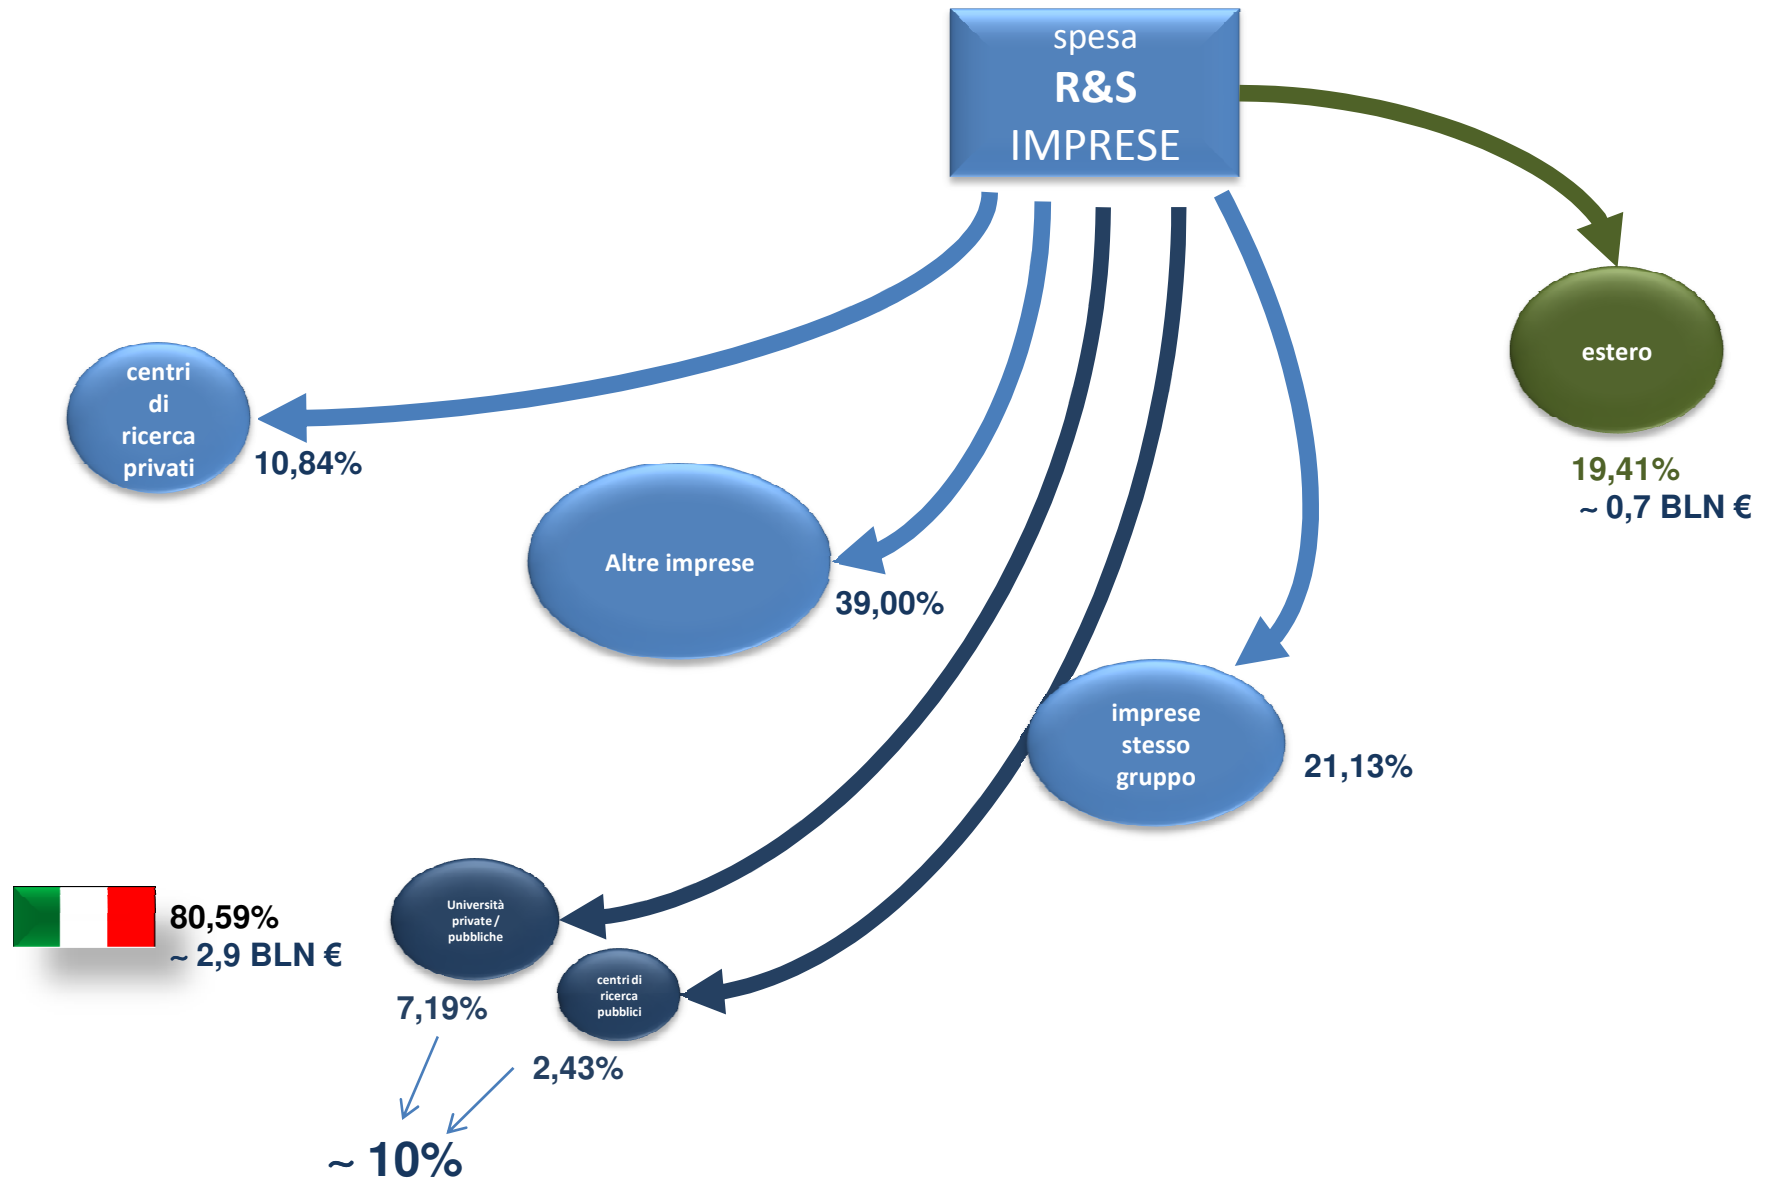 spesa
R&S
IMPRESE
centri
di
ricerca
privati
10,84%
estero
19,41%
~ 0,7 BLN €
Altre imprese
39,00%
imprese
stesso
gruppo
21,13%
80,59%
~ 2,9 BLN €
Università
private /
pubbliche
7,19%
centri di
ricerca
pubblici
2,43%
~ 10%